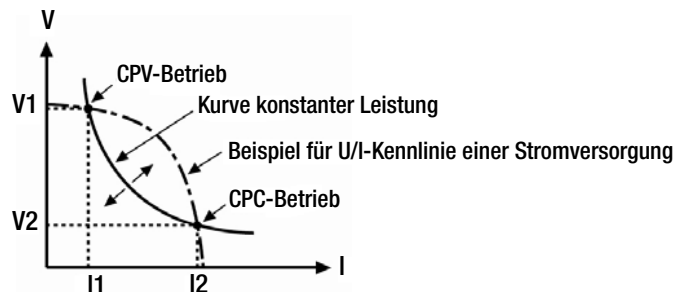 V
CPV-Betrieb
V1
Kurve konstanter Leistung
Beispiel für U/I-Kennlinie einer Stromversorgung
CPC-Betrieb
V2
I
I1
I2